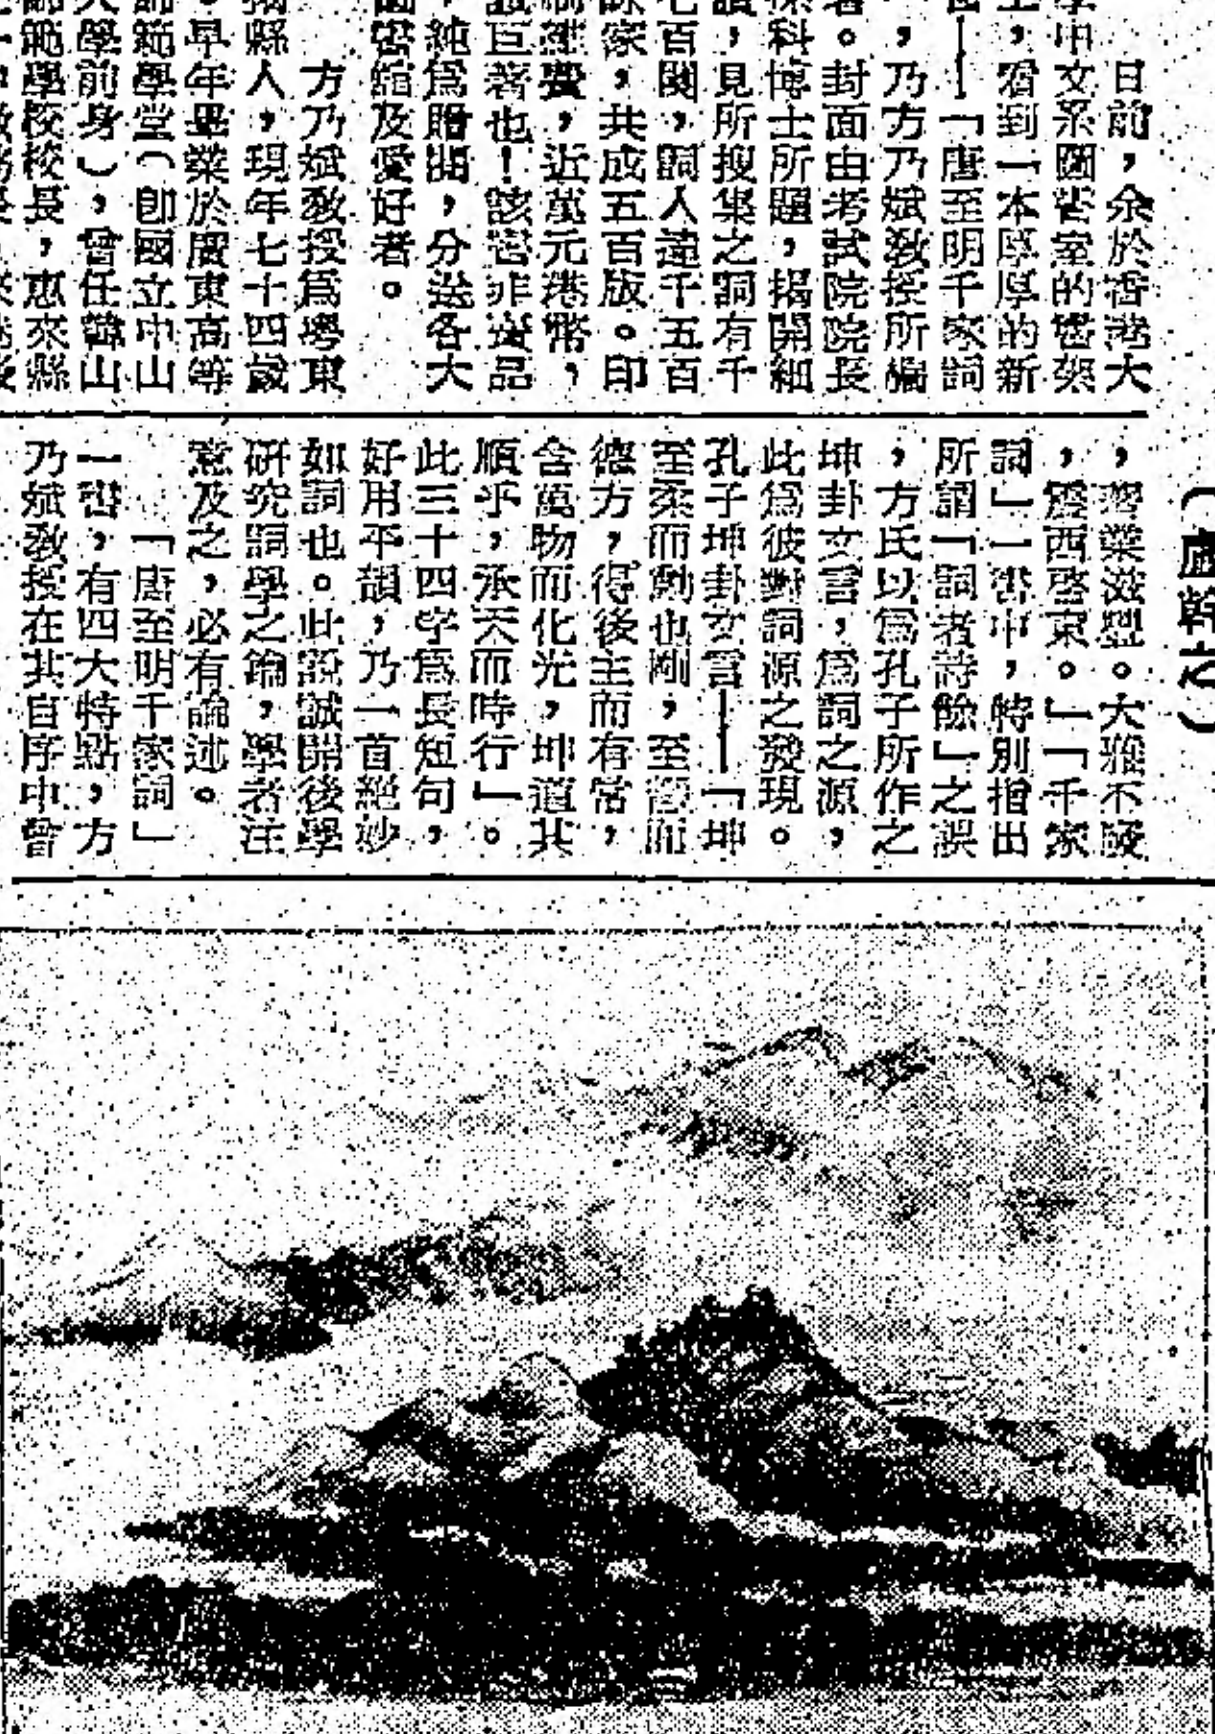 日前，余於香港大
學中文系圖書室的書架
上，看到一本厚厚的新
書——「唐至明千家詞
，乃方乃斌教授所編
著。封面由考試院院長
孫科博士所題，揭開細
讀，見所搜集之詞有千
七百闋，詞人遠千五百
餘家，共成五百版。印
刷建費，近萬元港幣，
誠巨著也！該書非賣品
，純爲贈閱，分送各大
圖書館及愛好者。
方乃斌教授爲粵東
縣人，現年七十四歲
。早年畢業於廣東高等
師範學堂（卽國立中山
大學前身），曾任韓山
師範學校校長，惠來縣
（盧幹之）
，響業滋豐。大雅不廢
，震西啓東。」「千家
詞」一書中，特別指出
所謂「詞者詩餘」之誤
，方氏以爲孔子所作之
坤卦文言，爲詞之源，
此爲彼對詞源之發現。
孔子坤卦文言——「坤
至柔而動也剛，至靜而
德方，得後主而有常，
含萬物而化光，坤道其
順乎，承天而時行」。
此三十四字爲長短句，
好用平韻，乃一首絕妙
如詞也。此說誠開後學
研究詞學之論，學者注
意及之，必有論述。
「唐至明千家詞」
一書，有四大特點，方
乃斌教授在其自序中曾